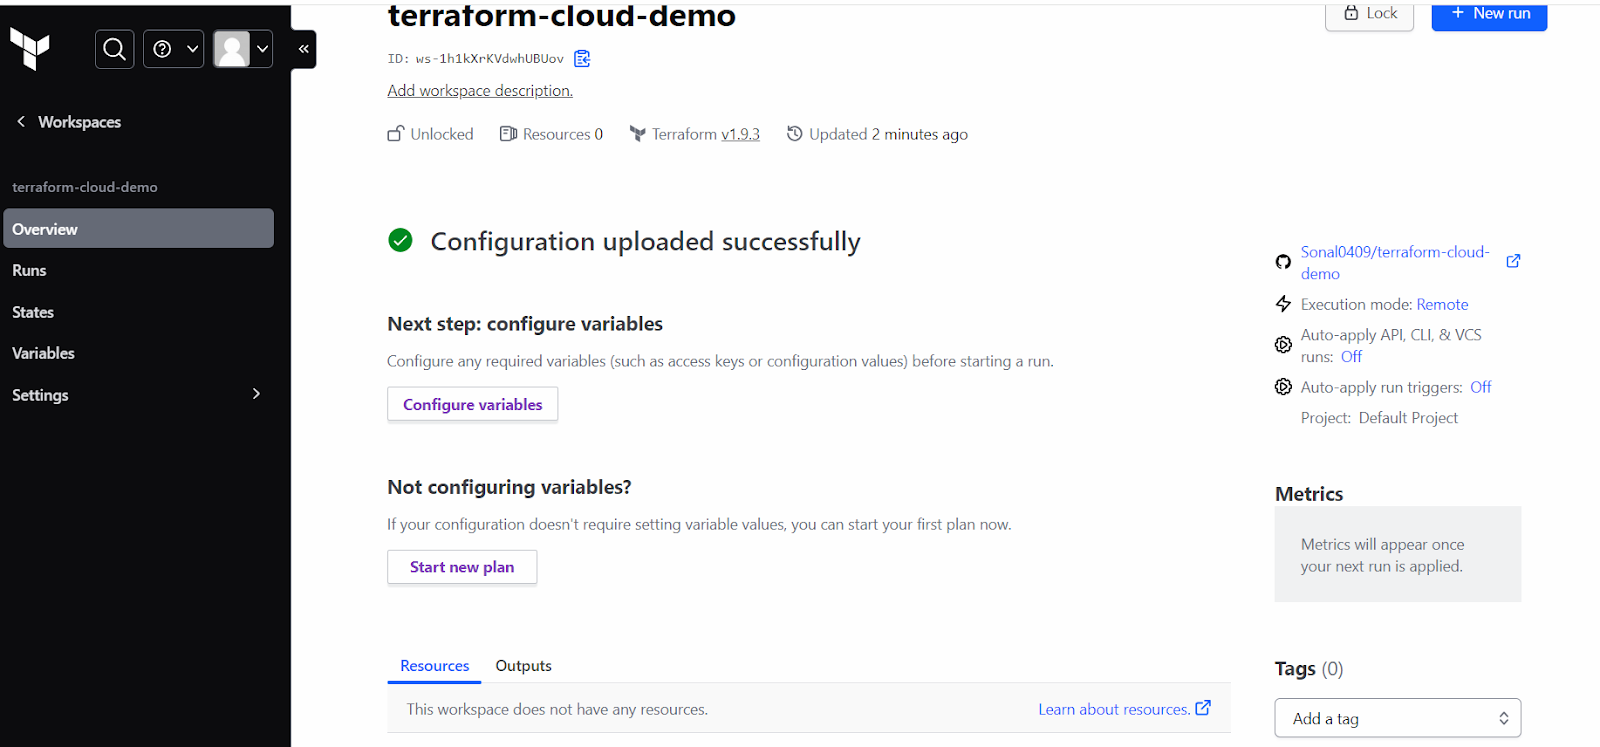 terraform-cloud-demo
Lock
+ New run
ID: ws-1h1kXrKVdwhUBUov
Add workspace description.
Unlocked
Resources 0
Terraform v1.9.3
Updated 2 minutes ago
Workspaces
terraform-cloud-demo
Overview
Runs
States
Variables
Settings
Configuration uploaded successfully
Next step: configure variables
Configure any required variables (such as access keys or configuration values) before starting a run.
Configure variables
Not configuring variables?
If your configuration doesn't require setting variable values, you can start your first plan now.
Start new plan
Resources
Outputs
This workspace does not have any resources.
Learn about resources.
Sonal0409/terraform-cloud-
demo
Execution mode: Remote
Auto-apply API, CLI, & VCS
runs: Off
Auto-apply run triggers: Off
Project: Default Project
Metrics
Metrics will appear once
your next run is applied.
Tags (0)
Add a tag